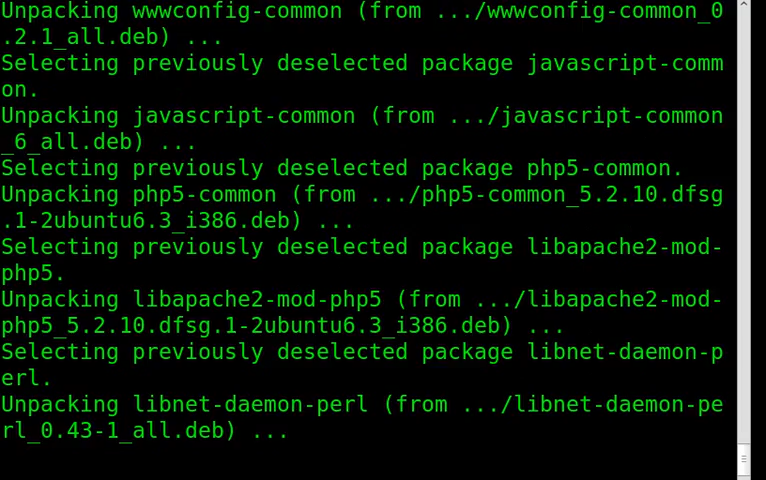 Unpacking wwwconfig-common (from .../wwwconfig-common_0
.2.1_all.deb) ...
Selecting previously deselected package javascript-comm
on.
Unpacking javascript-common (from .../javascript-common
_6_all.deb) ...
Selecting previously deselected package php5-common.
Unpacking php5-common (from .../php5-common_5.2.10.dfsg
.1-2ubuntu6.3_i386.deb) ...
Selecting previously deselected package libapache2-mod-
php5.
Unpacking libapache2-mod-php5 (from .../libapache2-mod-
php5_5.2.10.dfsg.1-2ubuntu6.3_i386.deb) ...
Selecting previously deselected package libnet-daemon-p
erl.
Unpacking libnet-daemon-perl (from .../libnet-daemon-pe
rl_0.43-1_all.deb) ...